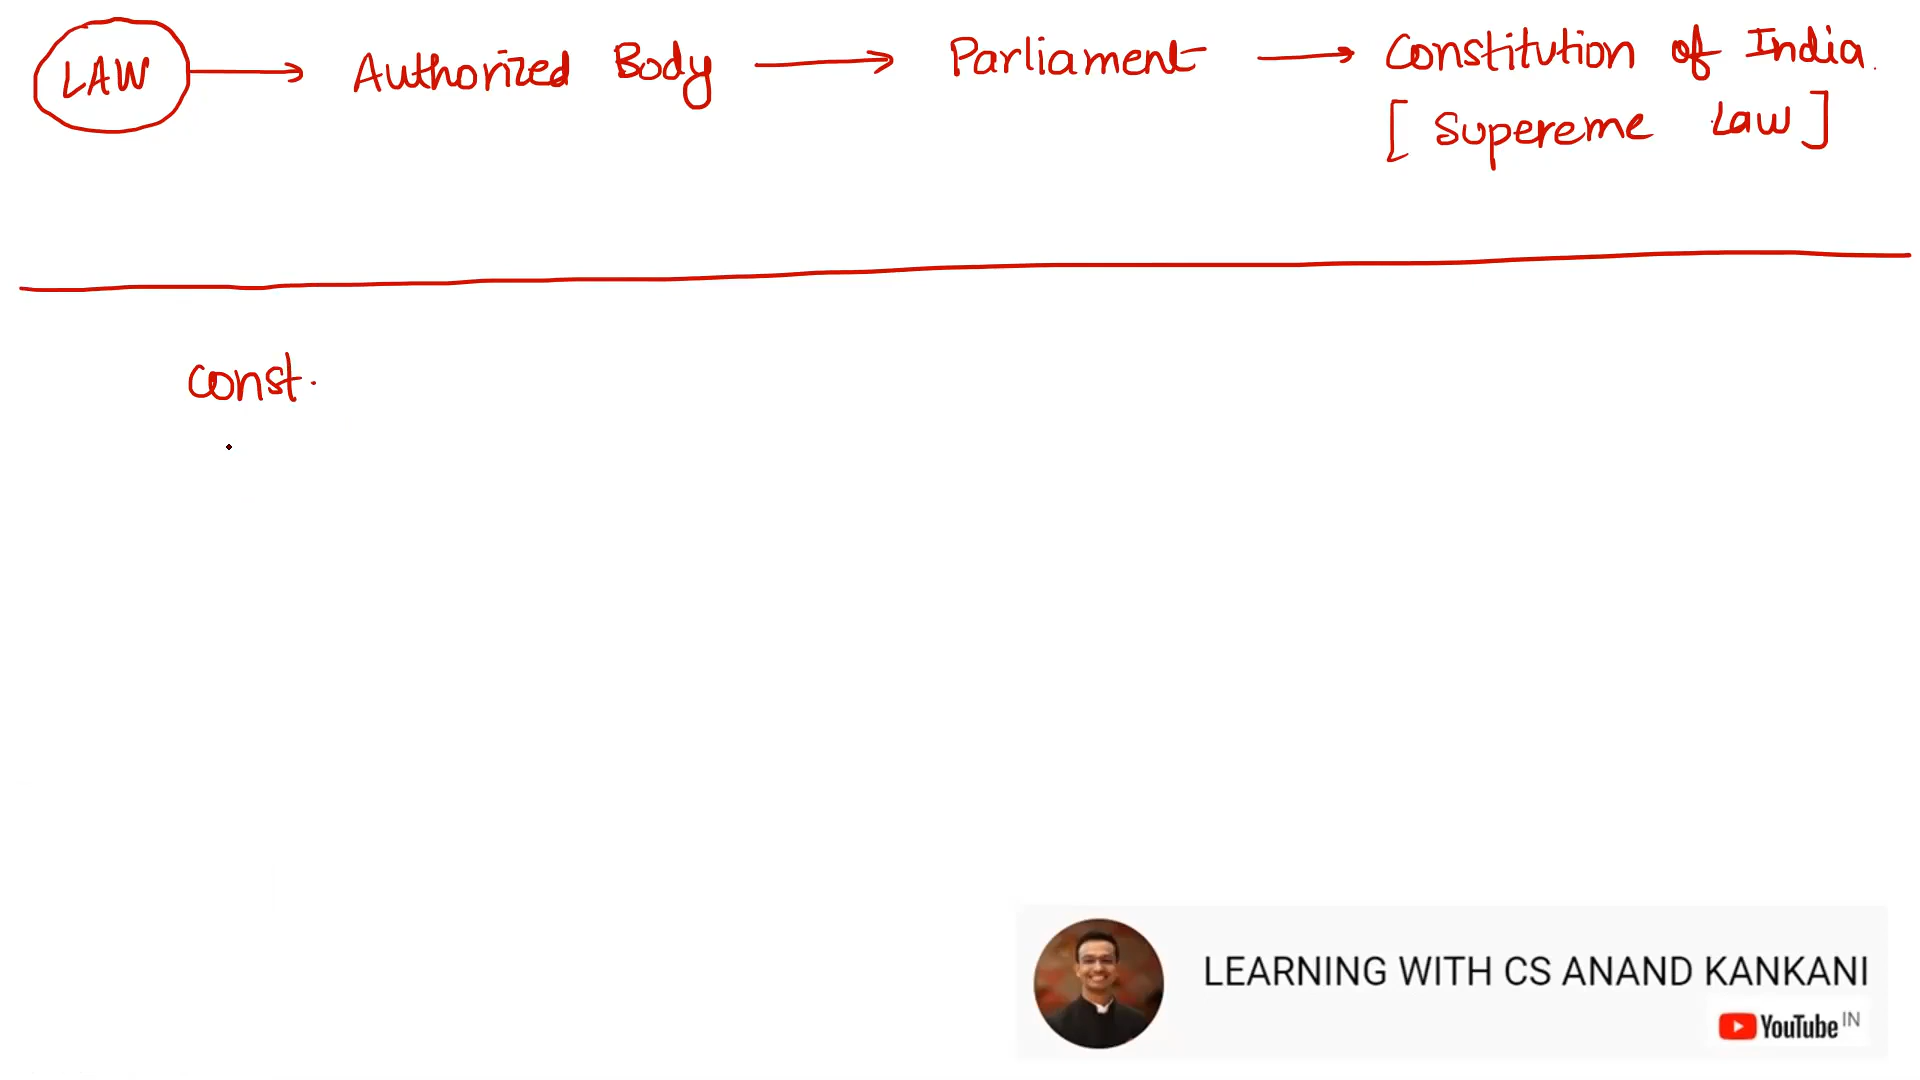 LAW → Authorized Body → Parliament → Constitution of India.
[ Supereme Law ]
Const.
LEARNING WITH CS ANAND KANKANI
YouTube IN